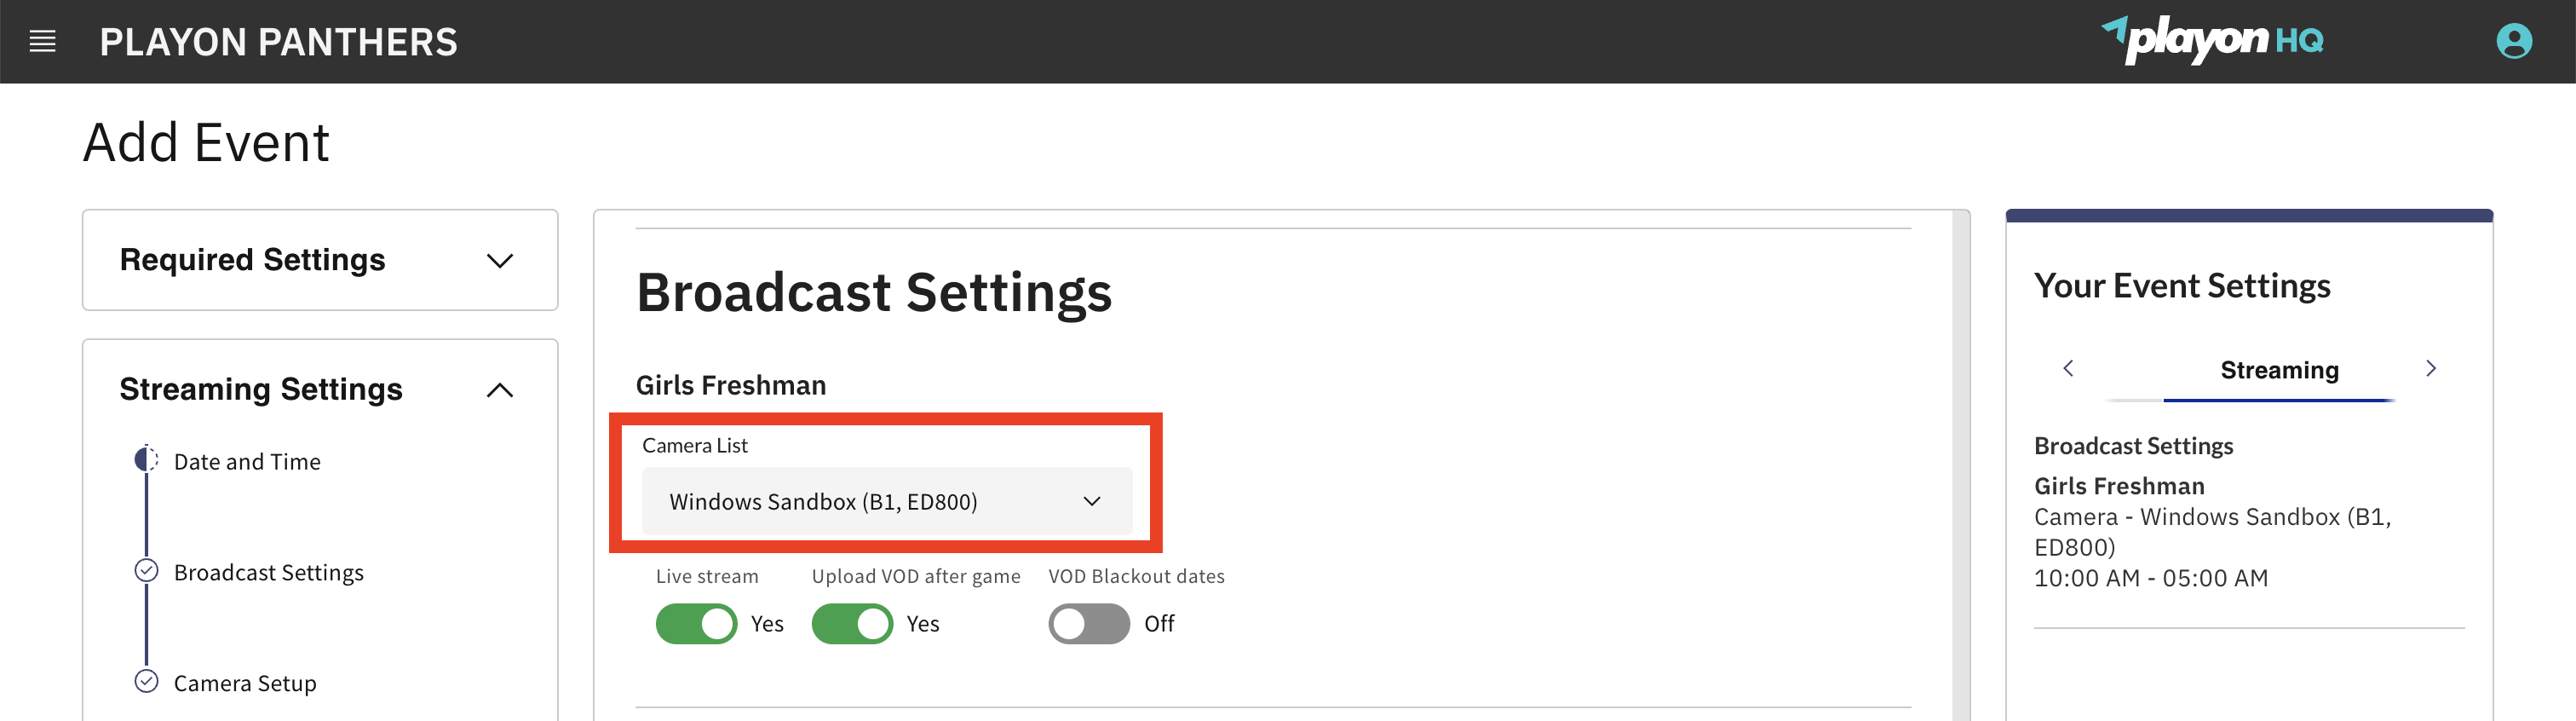 PLAYON PANTHERS
playon HQ
Add Event
Required Settings
Streaming Settings
Date and Time
Broadcast Settings
Camera Setup
Broadcast Settings
Girls Freshman
Camera List
Windows Sandbox (B1, ED800)
Live stream
Upload VOD after game
VOD Blackout dates
Yes
Yes
Off
Your Event Settings
Streaming
Broadcast Settings
Girls Freshman
Camera - Windows Sandbox (B1,
ED800)
10:00 AM - 05:00 AM